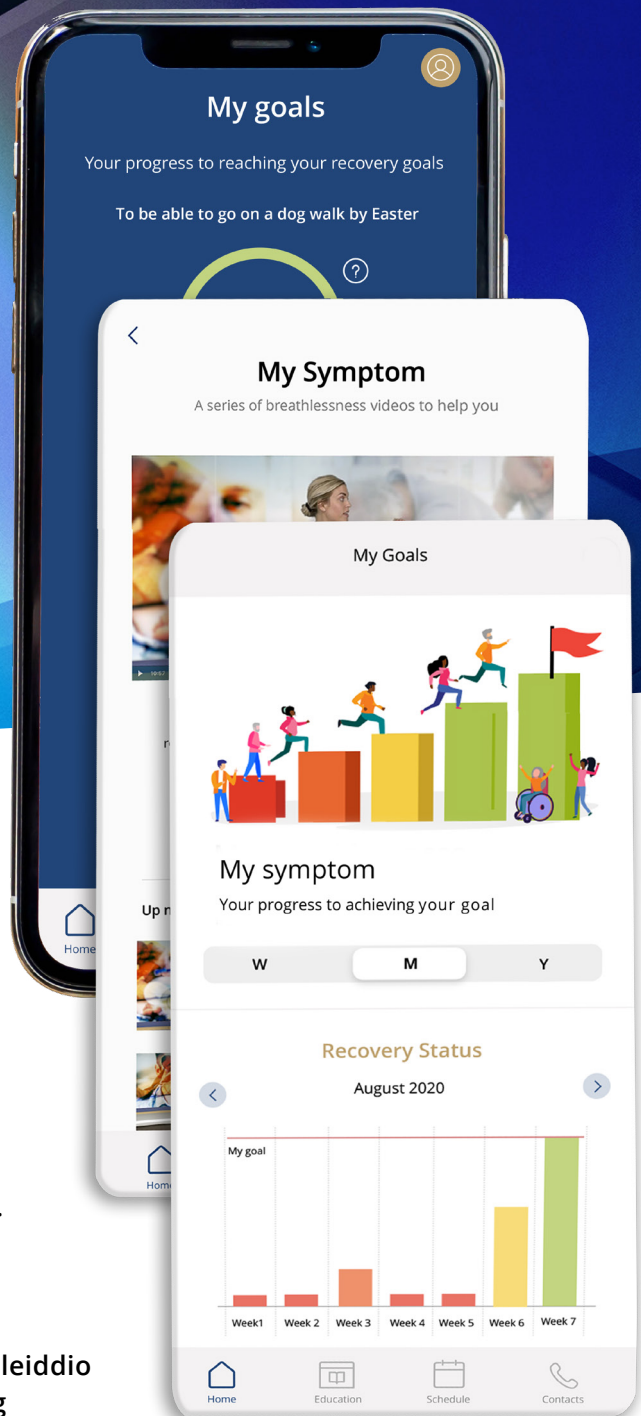 My goals
Your progress to reaching your recovery goals
To be able to go on a dog walk by Easter
?
My Symptom
A series of breathlessness videos to help you
10:57
Up n
Home
Home
My Goals
My symptom
Your progress to achieving your goal
W M Y
Recovery Status
August 2020
My goal
Week1 Week 2 Week 3 Week 4 Week 5 Week 6 Week 7
Home Education Schedule Contacts
leiddio